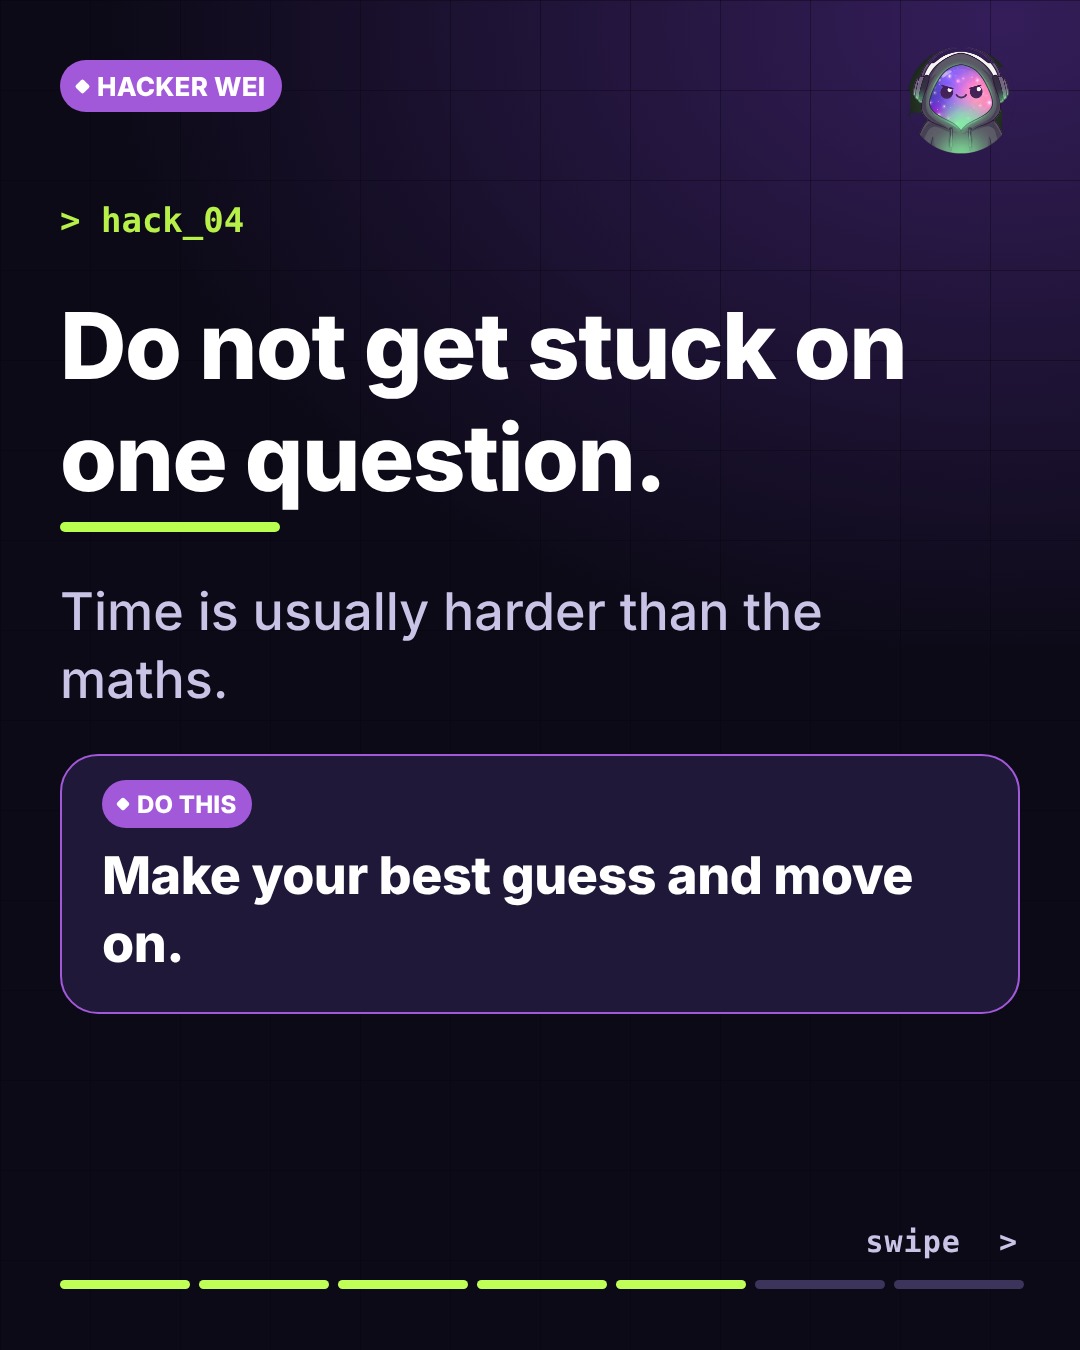 HACKER WEI
> hack_04
Do not get stuck on
one question.
Time is usually harder than the
maths.
DO THIS
Make your best guess and move
on.
swipe >